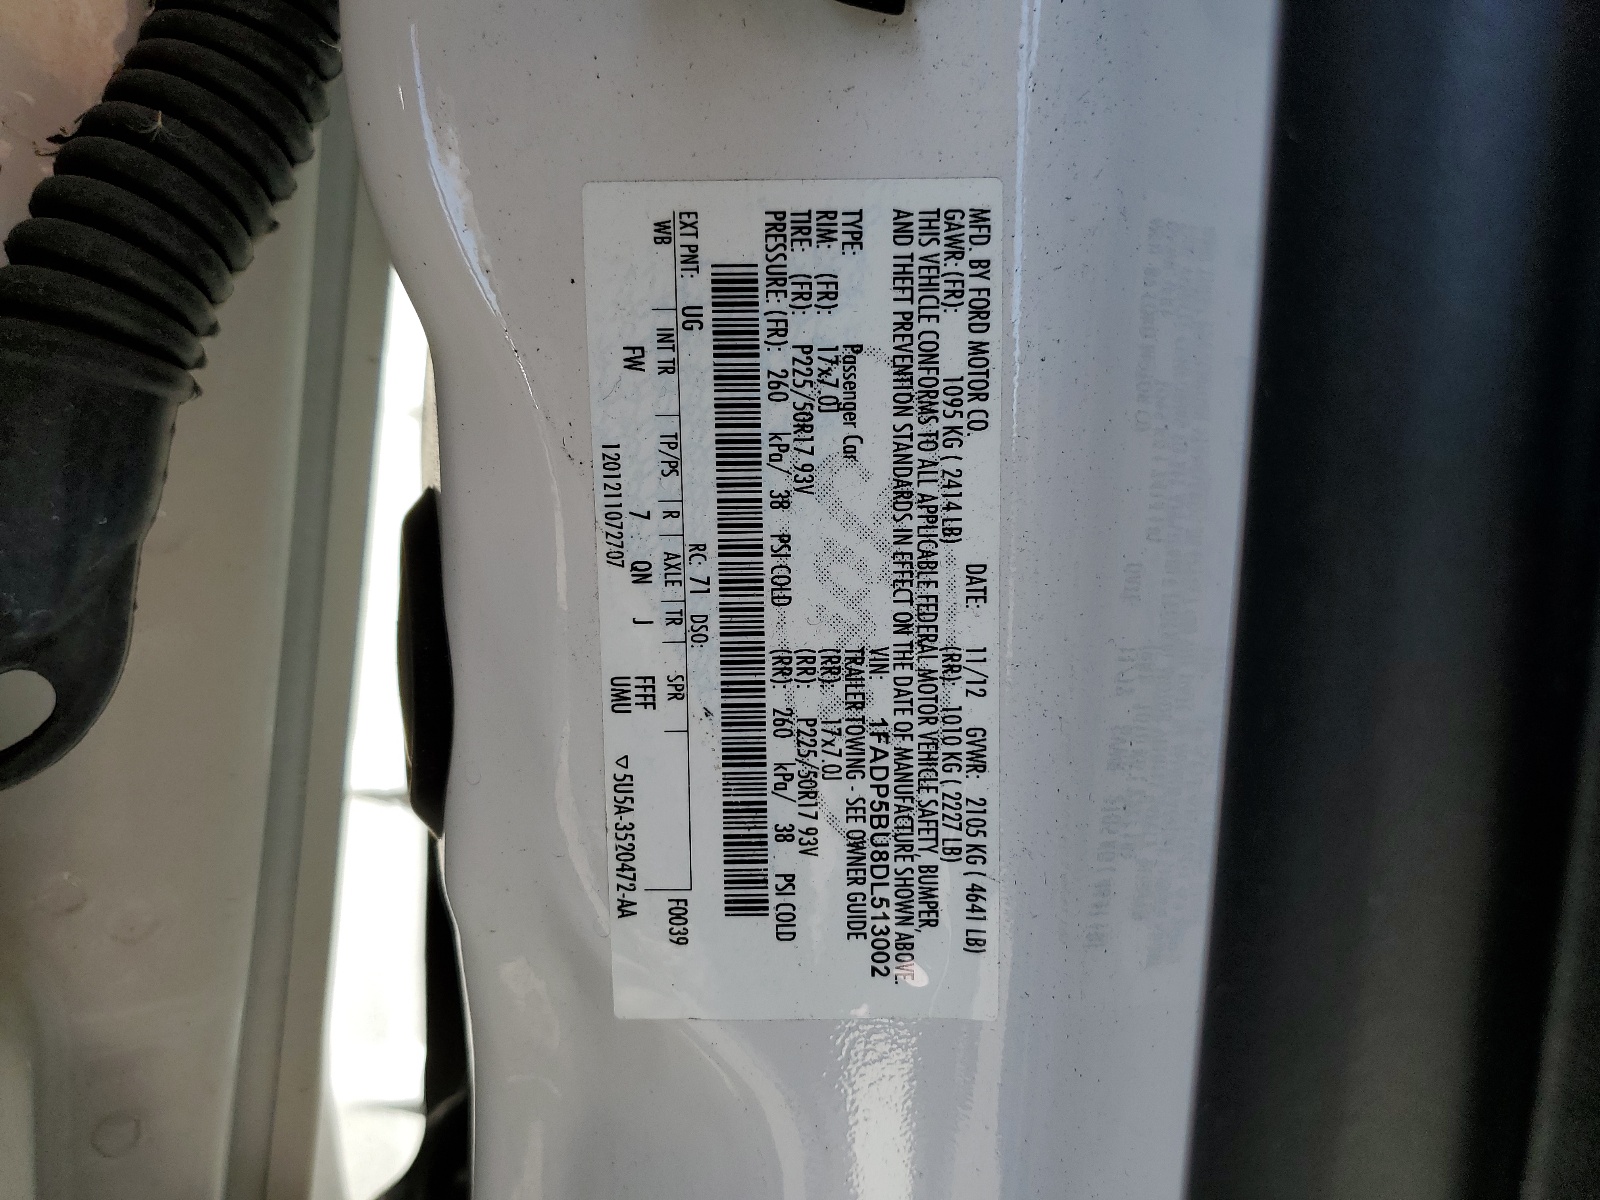 MFD. BY FORD MOTOR CO. DATE: 11/12 GVWR: 2105 KG ( 4641 LB)
GAWR: (FR): 1095 KG ( 2414 LB) (RR): 1010 KG ( 2227 LB)
THIS VEHICLE CONFORMS TO ALL APPLICABLE FEDERAL MOTOR VEHICLE SAFETY, BUMPER,
AND THEFT PREVENTION STANDARDS IN EFFECT ON THE DATE OF MANUFACTURE SHOWN ABOVE.
VIN: 1FADP5BU8DL513002
TYPE: Passenger Car TRAILER TOWING - SEE OWNER GUIDE
RIM: (FR): 17x7.0J (RR): 17x7.0J
TIRE: (FR): P225/50R17 93V (RR): P225/50R17 93V
PRESSURE: (FR): 260 kPa/ 38 PSI COLD (RR): 260 kPa/ 38 PSI COLD
EXT PNT: UG RC: 71 DSO: F0039
WB INT TR TP/PS R AXLE TR SPR
FW 7 QN J FFFF
UMU
1201211072707 ▽5U5A-3520472-AA